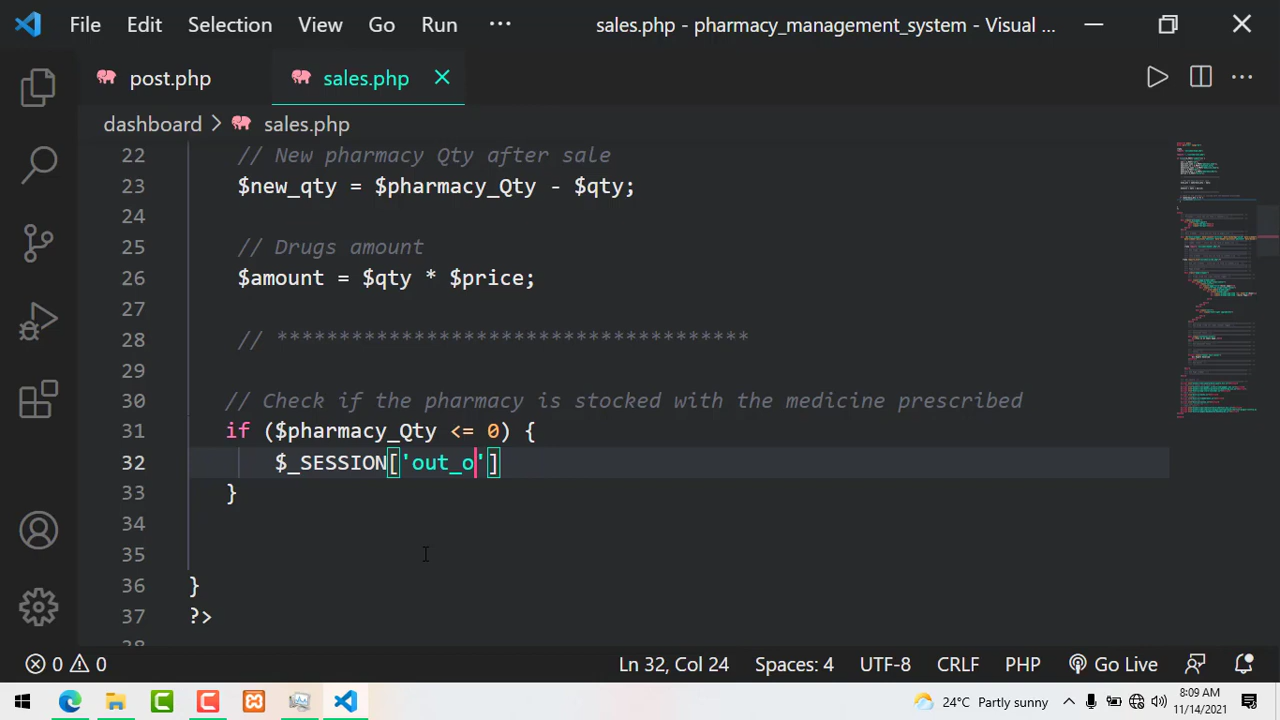 File Edit Selection View Go Run ··· sales.php - pharmacy_management_system - Visual ...
post.php sales.php
dashboard > sales.php
22 // New pharmacy Qty after sale
23 $new_qty = $pharmacy_Qty - $qty;
24
25 // Drugs amount
26 $amount = $qty * $price;
27
28 // **************************************
29
30 // Check if the pharmacy is stocked with the medicine prescribed
31 if ($pharmacy_Qty <= 0) {
32 $_SESSION['out_o']
33 }
34
35
36 }
37 ?>
0 0 Ln 32, Col 24 Spaces: 4 UTF-8 CRLF PHP Go Live
24°C Partly sunny 8:09 AM
11/14/2021